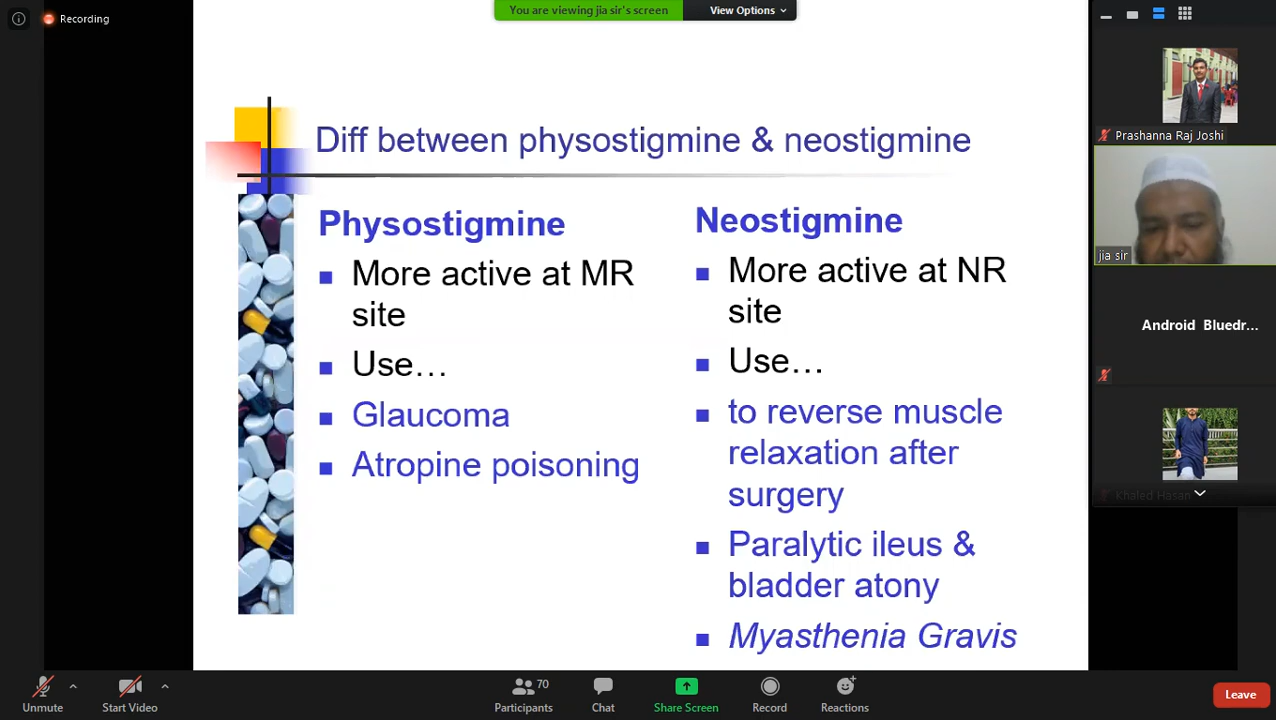 Recording
You are viewing jia sir's screen
View Options
Diff between physostigmine & neostigmine
Physostigmine
More active at MR
site
Use…
Glaucoma
Atropine poisoning
Neostigmine
More active at NR
site
Use…
to reverse muscle
relaxation after
surgery
Paralytic ileus &
bladder atony
Myasthenia Gravis
Prashanna Raj Joshi
jia sir
Android Bluedr...
Khaled Hasan
Unmute
Start Video
70
Participants
Chat
Share Screen
Record
Reactions
Leave